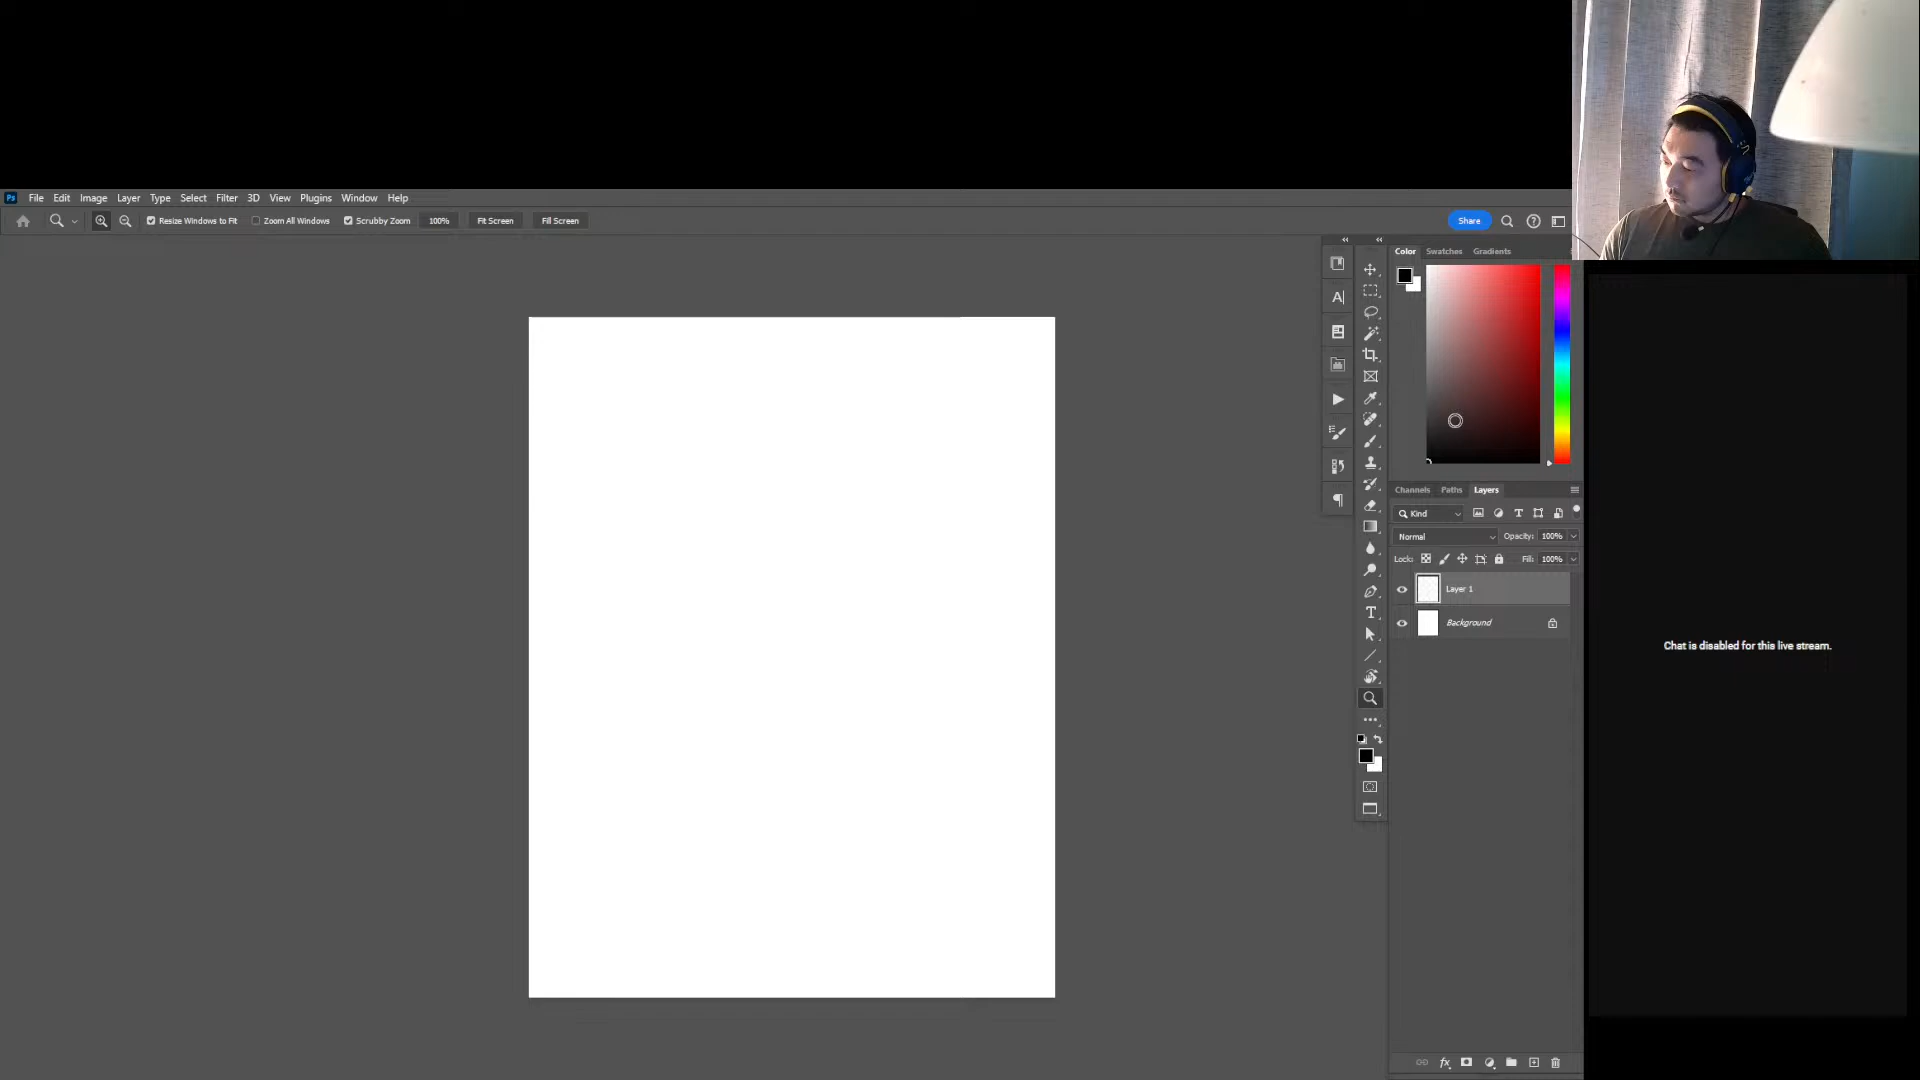 Ps File Edit Image Layer Type Select Filter 3D View Plugins Window Help
Resize Windows to Fit Zoom All Windows Scrubby Zoom 100% Fit Screen Fill Screen Share
Color Swatches Gradients
A
Channels Paths Layers
Kind T
Normal Opacity: 100%
Lock: Fill: 100%
Layer 1
Background
T
fx
Chat is disabled for this live stream.